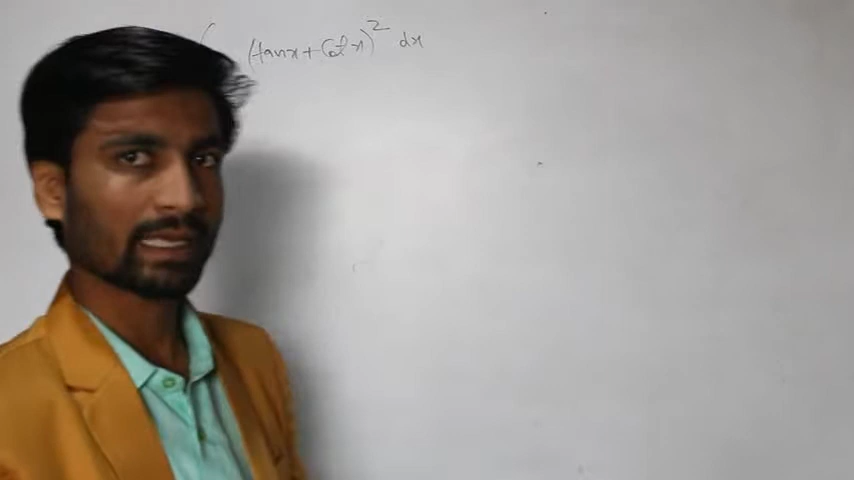 ∫ (tanx + Cotx)² dx